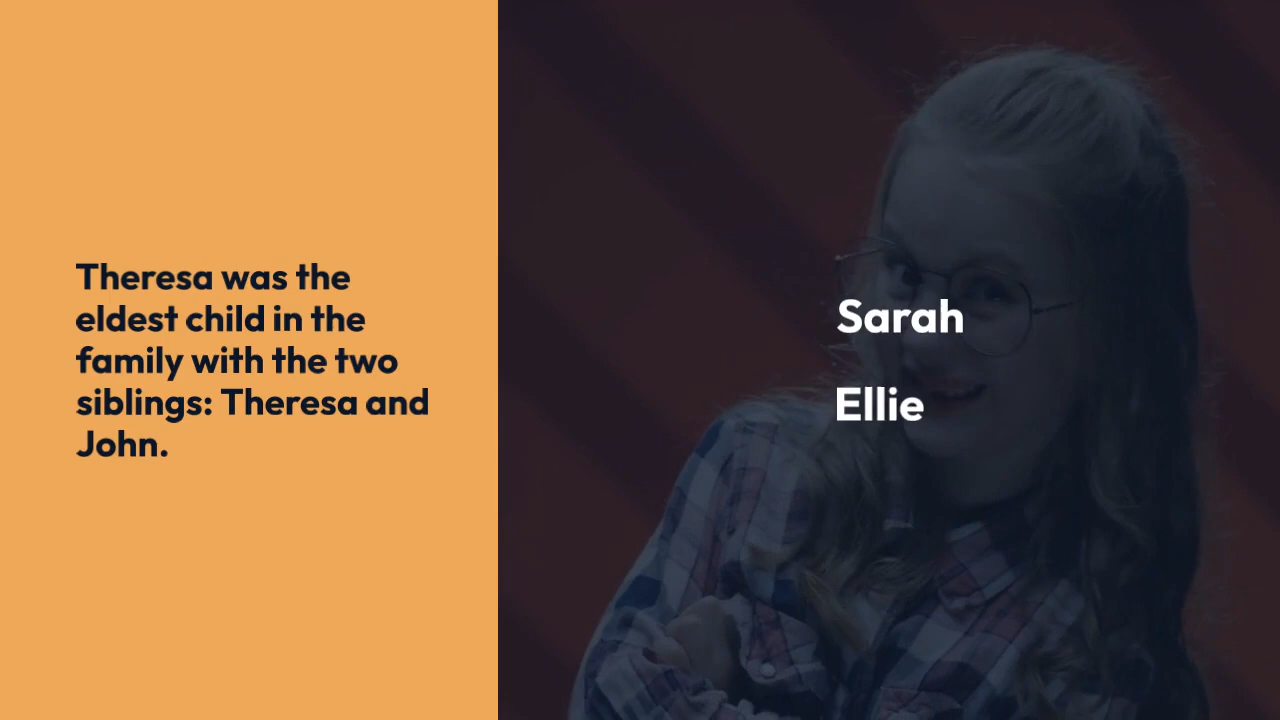 Theresa was the
eldest child in the
family with the two
siblings: Theresa and
John.
Sarah
Ellie